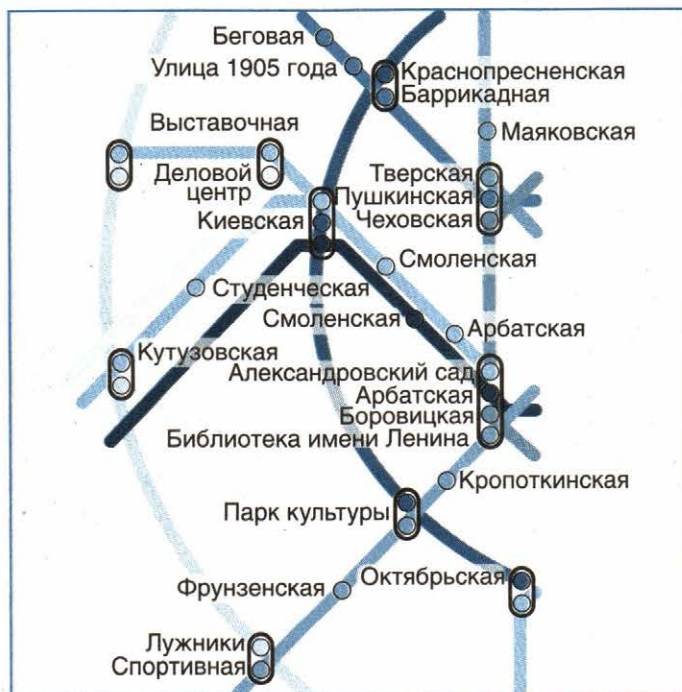 Беговая
Улица 1905 года
Краснопресненская
Баррикадная
Выставочная
Маяковская
Деловой
центр
Тверская
Пушкинская
Чеховская
Киевская
Смоленская
Студенческая
Смоленская
Арбатская
Кутузовская
Александровский сад
Арбатская
Боровицкая
Библиотека имени Ленина
Кропоткинская
Парк культуры
Октябрьская
Фрунзенская
Лужники
Спортивная